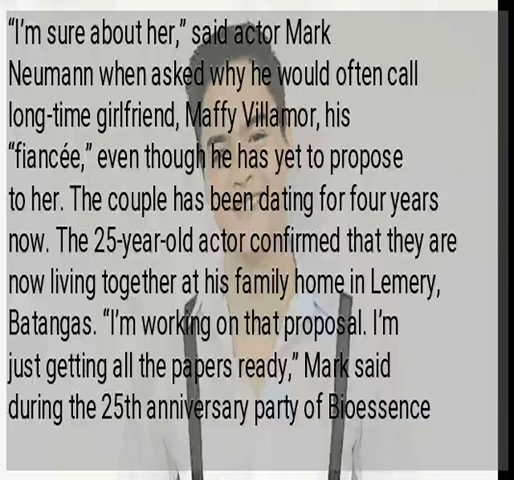 “I’m sure about her,” said actor Mark
Neumann when asked why he would often call
long-time girlfriend, Maffy Villamor, his
“fiancée,” even though he has yet to propose
to her. The couple has been dating for four years
now. The 25-year-old actor confirmed that they are
now living together at his family home in Lemery,
Batangas. “I’m working on that proposal. I’m
just getting all the papers ready,” Mark said
during the 25th anniversary party of Bioessence